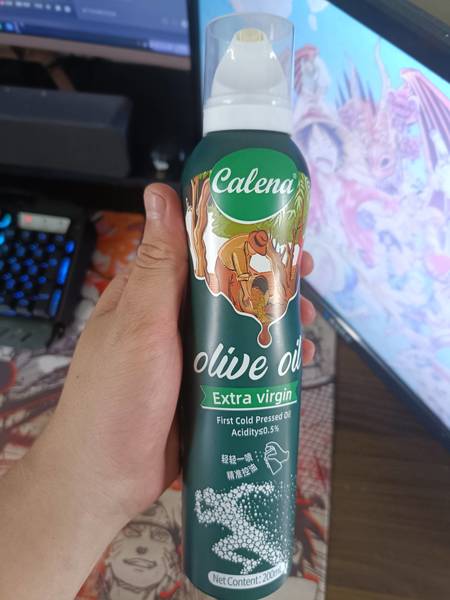 Calena®
olive oil
Extra virgin
First Cold Pressed Oil
Acidity≤0.5%
轻轻一喷
精准控油
Net Content: 200ml